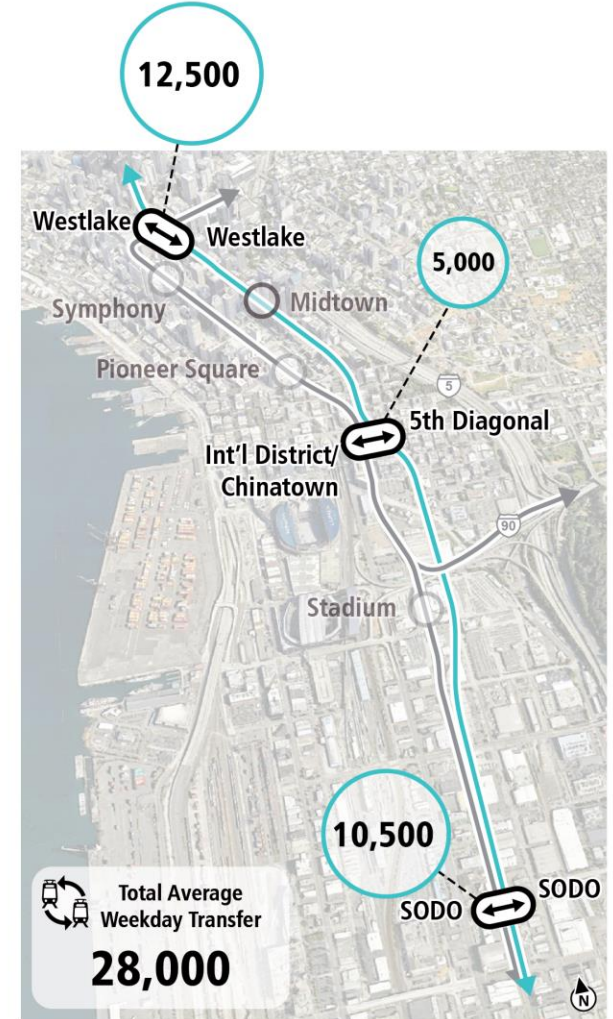 12,500
Westlake
Westlake
5,000
Symphony
Midtown
Pioneer Square
5
5th Diagonal
Int'l District/
Chinatown
90
Stadium
10,500
SODO
SODO
Total Average
Weekday Transfer
28,000
N